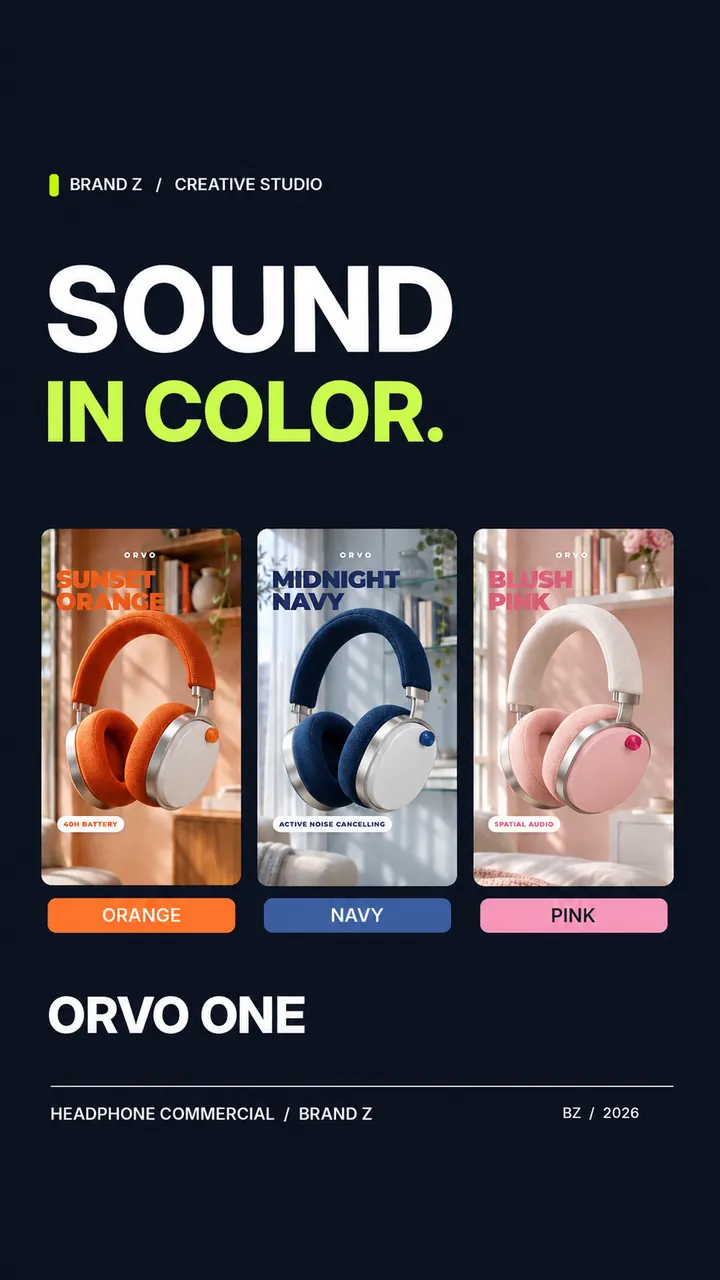 BRAND Z / CREATIVE STUDIO
SOUND
IN COLOR.
ORVO
SUNSET
ORANGE
40H BATTERY
ORVO
MIDNIGHT
NAVY
ACTIVE NOISE CANCELLING
ORVO
BLUSH
PINK
SPATIAL AUDIO
ORANGE
NAVY
PINK
ORVO ONE
HEADPHONE COMMERCIAL / BRAND Z
BZ / 2026